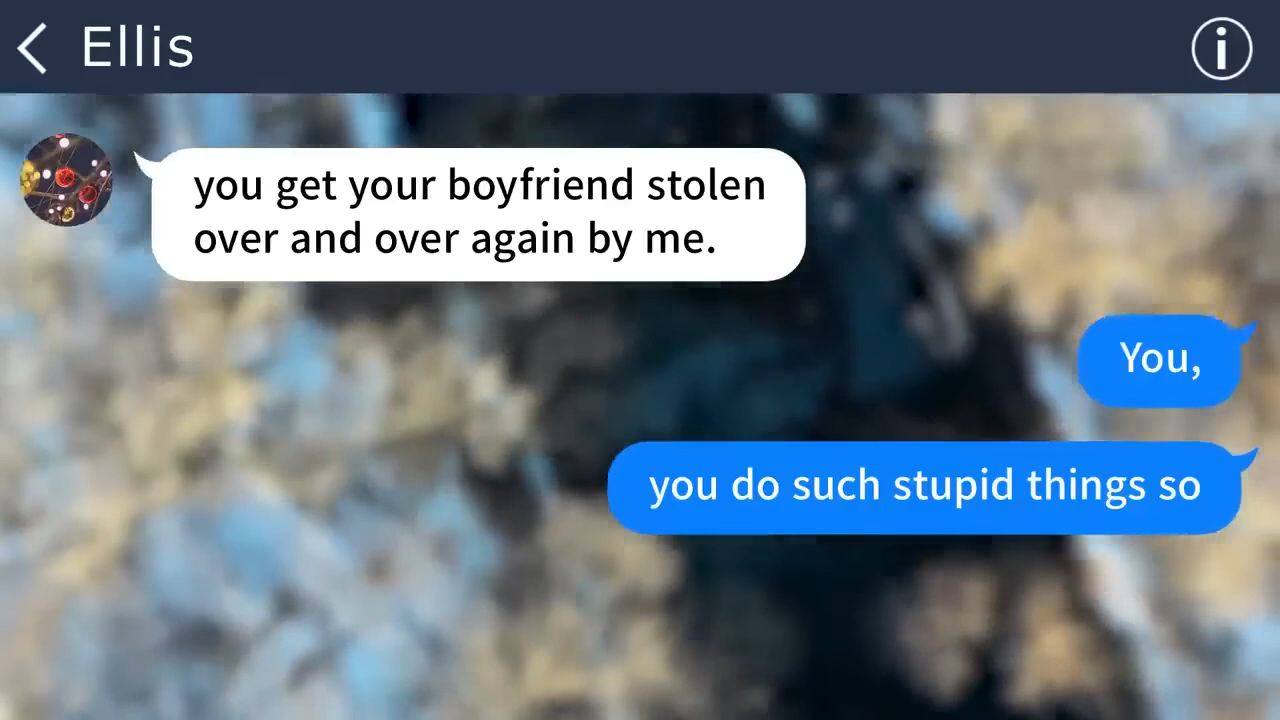 Ellis
you get your boyfriend stolen
over and over again by me.
You,
you do such stupid things so